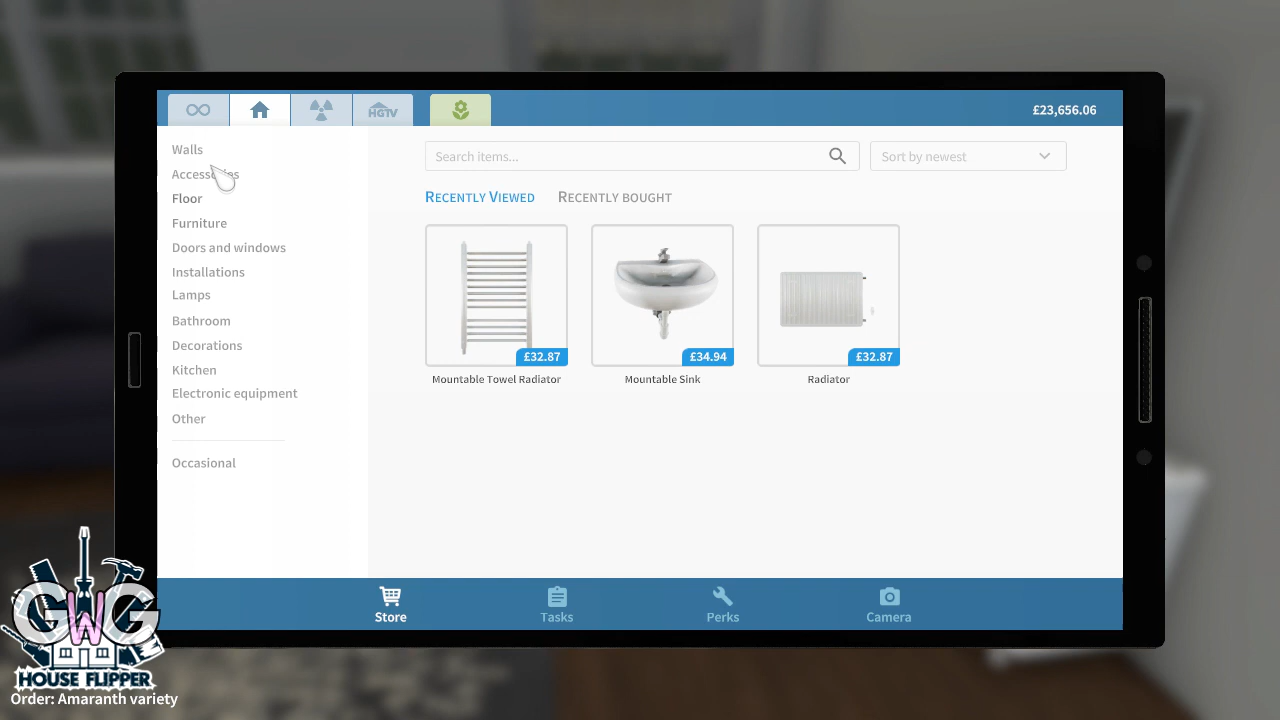 HGTV
£23,656.06
Walls
Accessories
Floor
Furniture
Doors and windows
Installations
Lamps
Bathroom
Decorations
Kitchen
Electronic equipment
Other
Occasional
Search items...
Sort by newest
Recently Viewed
Recently bought
£32.87
£34.94
£32.87
Mountable Towel Radiator
Mountable Sink
Radiator
Store
Tasks
Perks
Camera
GWG
HOUSE FLIPPER
Order: Amaranth variety